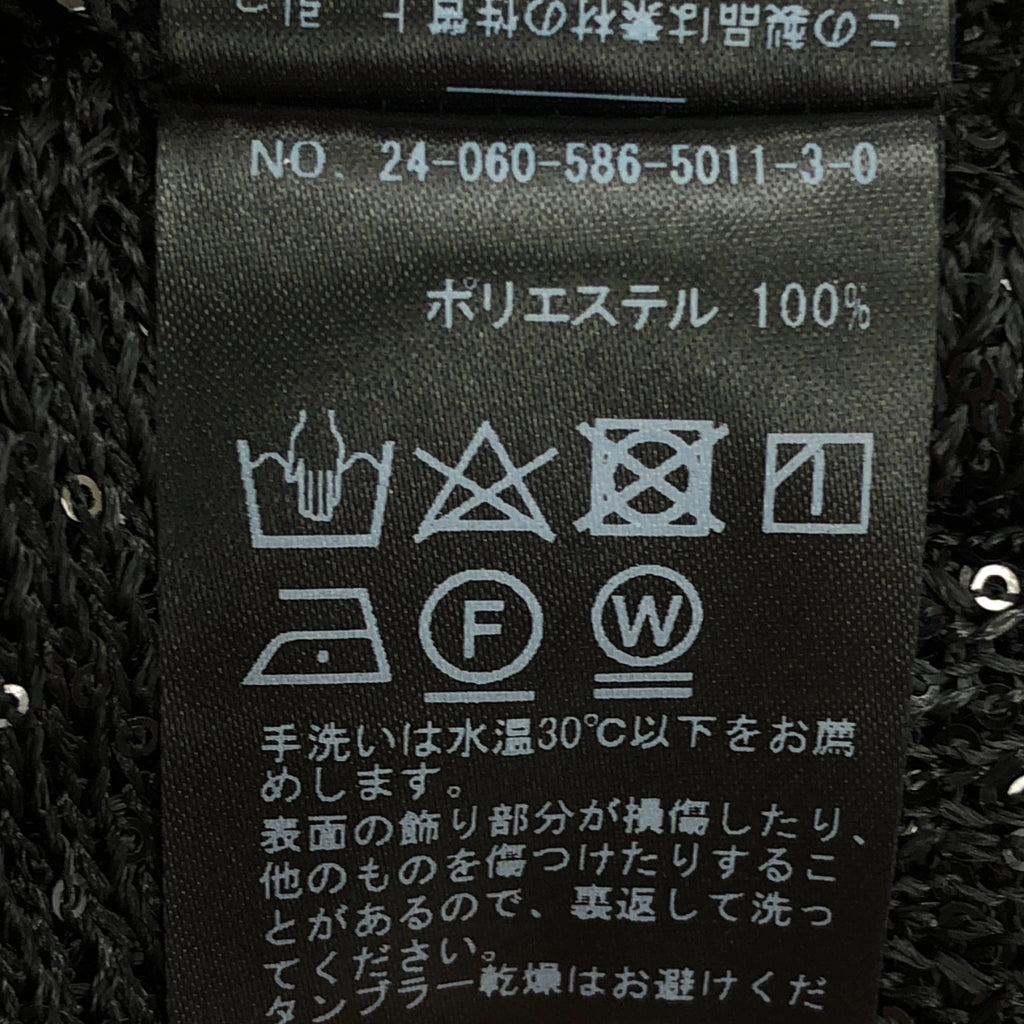 この製品は素材の性質上、引っ
NO. 24-060-586-5011-3-0
ポリエステル 100%
F
W
手洗いは水温30℃以下をお薦
めします。
表面の飾り部分が損傷したり、
他のものを傷つけたりするこ
とがあるので、裏返して洗っ
てください。
タンブラー乾燥はお避けくだ